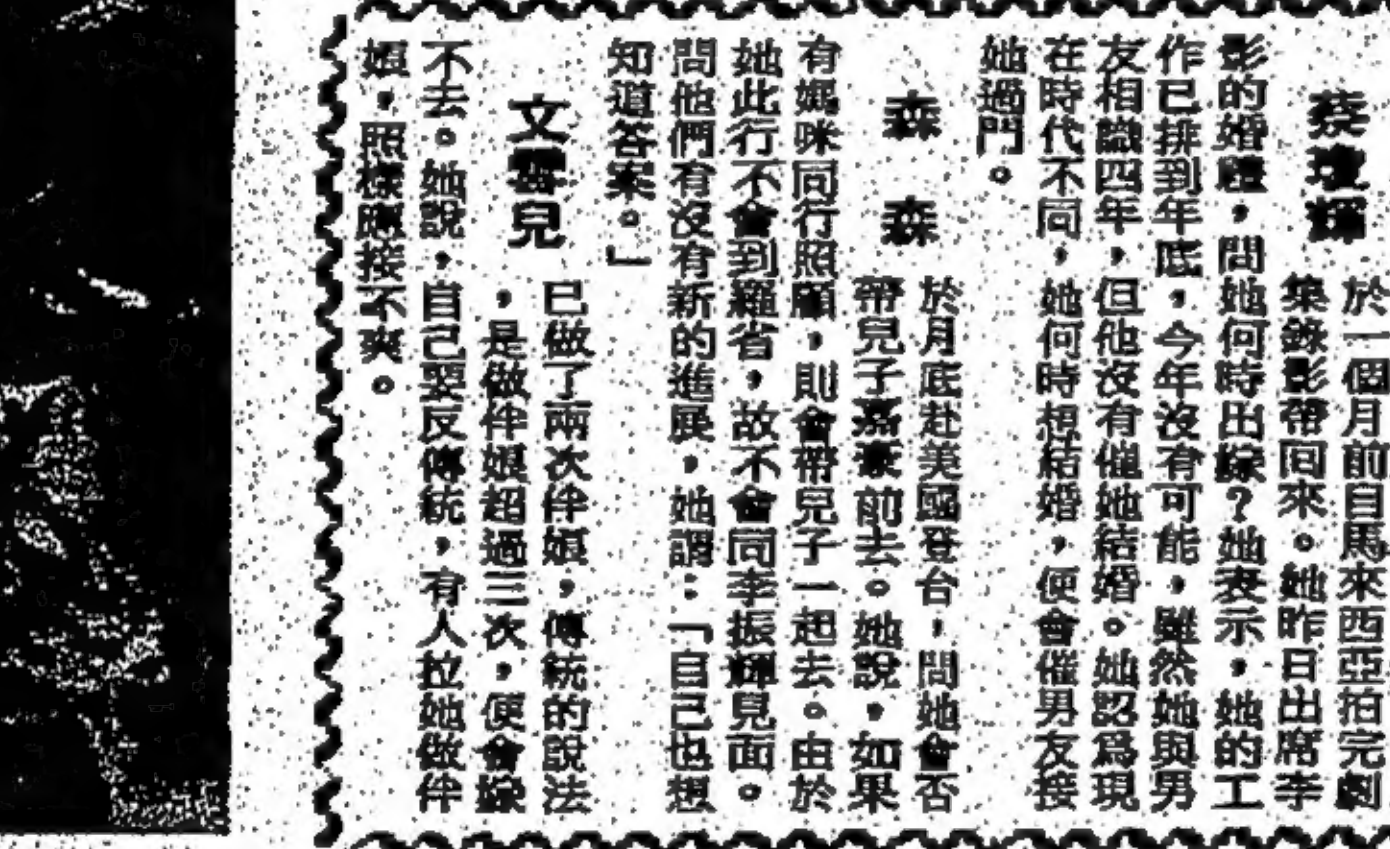 蔡瓊輝
於一個月前自馬來西亞拍完劇
集錄影帶回來。她昨日出席李
影的婚禮,問她何時出嫁?她表示,她的工
作已排到年底,今年沒有可能,雖然她與男
友相識四年,但他沒有催她結婚。她認爲現
在時代不同,她何時想結婚,便會催男友接
她過門。
森森
於月底赴美國登台,問她會否
帶兒子嘉豪前去。她說,如果
有媽咪同行照顧,則會帶兒子一起去。由於
她此行不會到羅省,故不會同李振輝見面。
問他們有沒有新的進展,她謂:「自己也想
知道答案。」
文雪兒
已做了兩次伴娘,傳統的說法
,是做伴娘超過三次,便會嫁
不去。她說,自己要反傳統,有人拉她做伴
娘,照樣應接不爽。